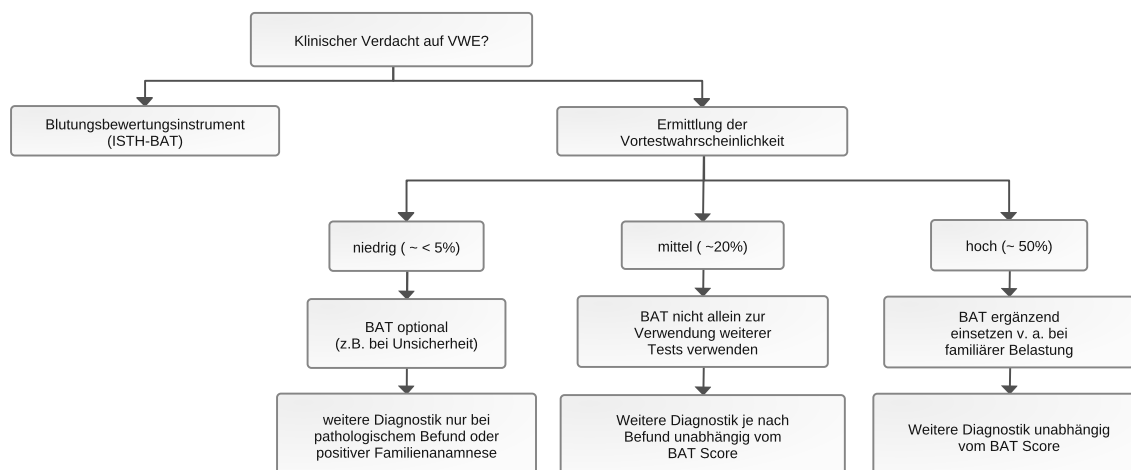 Klinischer Verdacht auf VWE?
Blutungsbewertungsinstrument
(ISTH-BAT)
Ermittlung der
Vortestwahrscheinlichkeit
niedrig ( ~ < 5%)
mittel ( ~20%)
hoch (~ 50%)
BAT optional
(z.B. bei Unsicherheit)
BAT nicht allein zur
Verwendung weiterer
Tests verwenden
BAT ergänzend
einsetzen v. a. bei
familiärer Belastung
weitere Diagnostik nur bei
pathologischem Befund oder
positiver Familienanamnese
Weitere Diagnostik je nach
Befund unabhängig vom
BAT Score
Weitere Diagnostik unabhängig
vom BAT Score